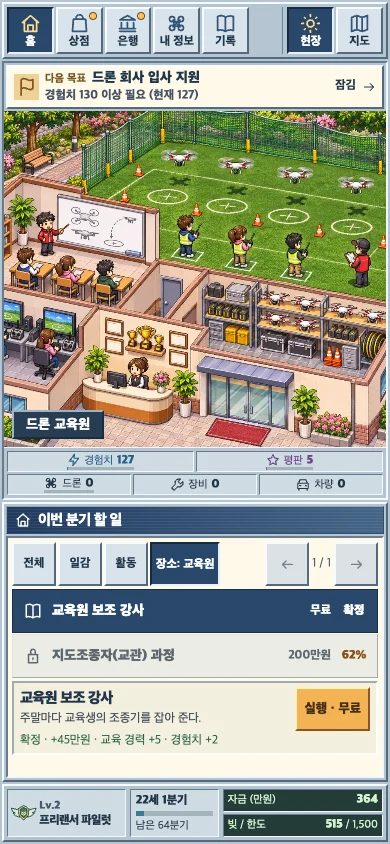 홈
상점
은행
내 정보
기록
현장
지도
다음 목표 드론 회사 입사 지원
경험치 130 이상 필요 (현재 127)
잠김 →
드론 교육원
경험치 127
평판 5
드론 0
장비 0
차량 0
이번 분기 할 일
전체
일감
활동
장소: 교육원
← 1 / 1 →
교육원 보조 강사 무료 확정
지도조종자(교관) 과정 200만원 62%
교육원 보조 강사
주말마다 교육생의 조종기를 잡아 준다.
확정 · +45만원 · 교육 경력 +5 · 경험치 +2
실행 · 무료
Lv.2
프리랜서 파일럿
22세 1분기
남은 64분기
자금 (만원) 364
빚 / 한도 515 / 1,500